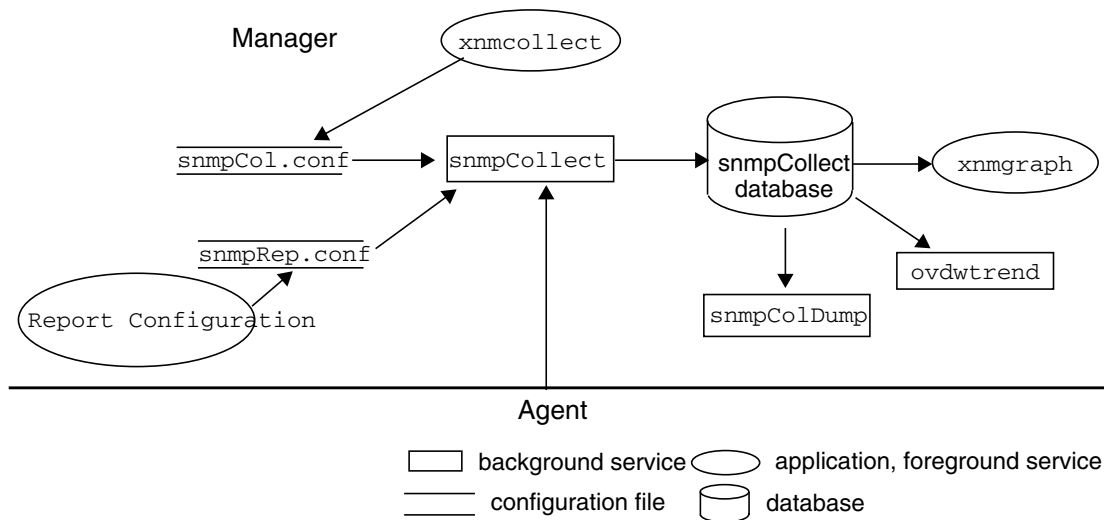 Manager
xnmcollect
snmpCol.conf
snmpCollect
snmpCollect
database
xnmgraph
snmpRep.conf
ovdwtrend
Report Configuration
snmpColDump
Agent
background service
application, foreground service
configuration file
database